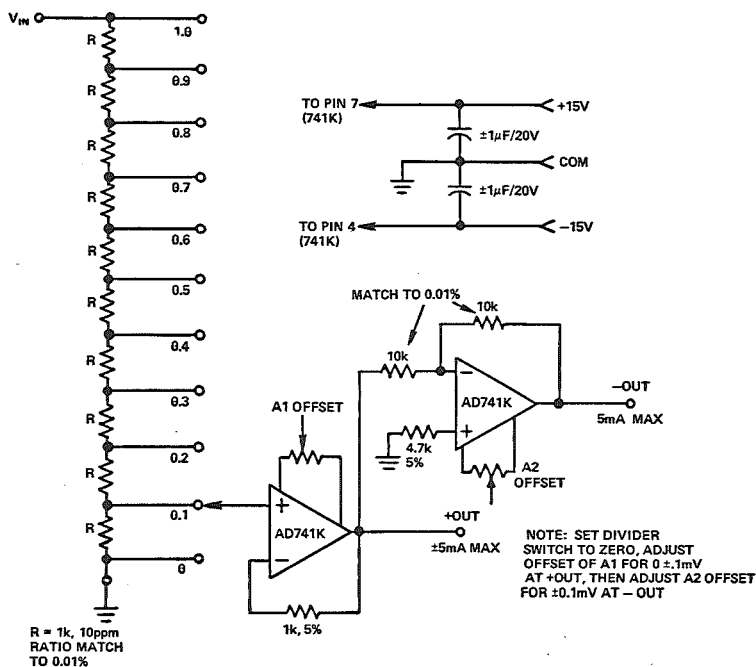 V_IN
1.0
R
0.9
R
0.8
R
0.7
R
0.6
R
0.5
R
0.4
R
0.3
R
0.2
R
0.1
R
0
R = 1k, 10ppm
RATIO MATCH
TO 0.01%
TO PIN 7
(741K)
+15V
±1μF/20V
COM
±1μF/20V
TO PIN 4
(741K)
−15V
MATCH TO 0.01%
10k
10k
−
AD741K
+
4.7k
5%
A2
OFFSET
−OUT
5mA MAX
A1 OFFSET
+
AD741K
−
1k, 5%
+OUT
±5mA MAX
NOTE: SET DIVIDER
SWITCH TO ZERO, ADJUST
OFFSET OF A1 FOR 0 ±.1mV
AT +OUT, THEN ADJUST A2 OFFSET
FOR ±0.1mV AT − OUT